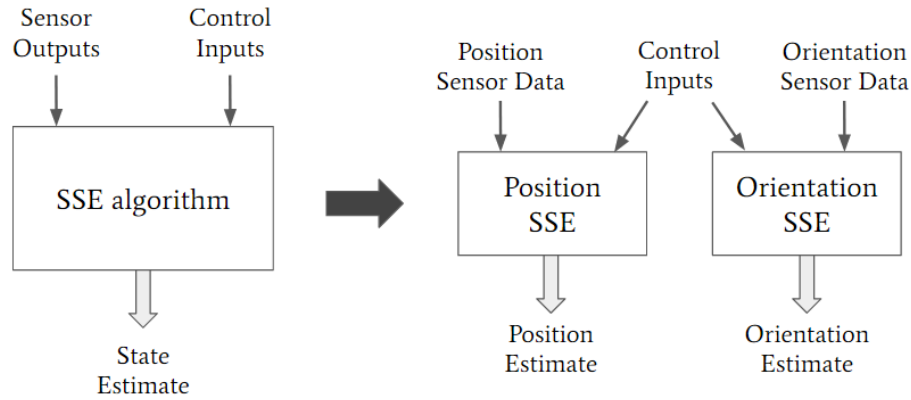 Sensor
Outputs
Control
Inputs
SSE algorithm
State
Estimate
Position
Sensor Data
Control
Inputs
Orientation
Sensor Data
Position
SSE
Orientation
SSE
Position
Estimate
Orientation
Estimate